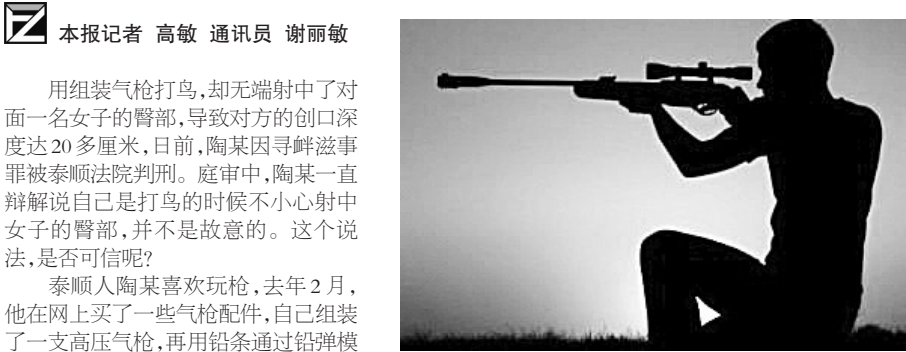 本报记者 高敏 通讯员 谢丽敏
用组装气枪打鸟,却无端射中了对
面一名女子的臀部,导致对方的创口深
度达20多厘米,日前,陶某因寻衅滋事
罪被泰顺法院判刑。庭审中,陶某一直
辩解说自己是打鸟的时候不小心射中
女子的臀部,并不是故意的。这个说
法,是否可信呢?
泰顺人陶某喜欢玩枪,去年2月,
他在网上买了一些气枪配件,自己组装
了一支高压气枪,再用铅条通过铅弹模